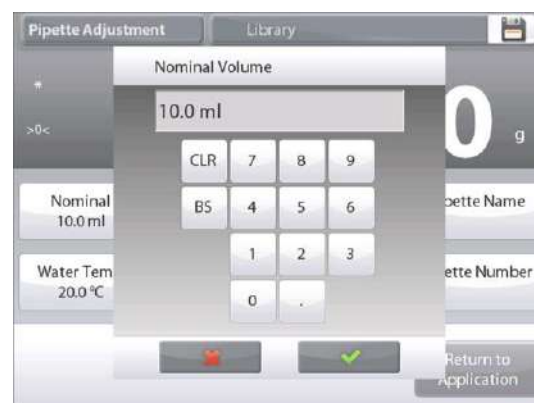 Pipette Adjustment
Library
Nominal Volume
10.0 ml
>0<
0 g
CLR 7 8 9
BS 4 5 6
1 2 3
0 .
Nominal
10.0 ml
pette Name
Water Tem
20.0 °C
ette Number
Return to
Application